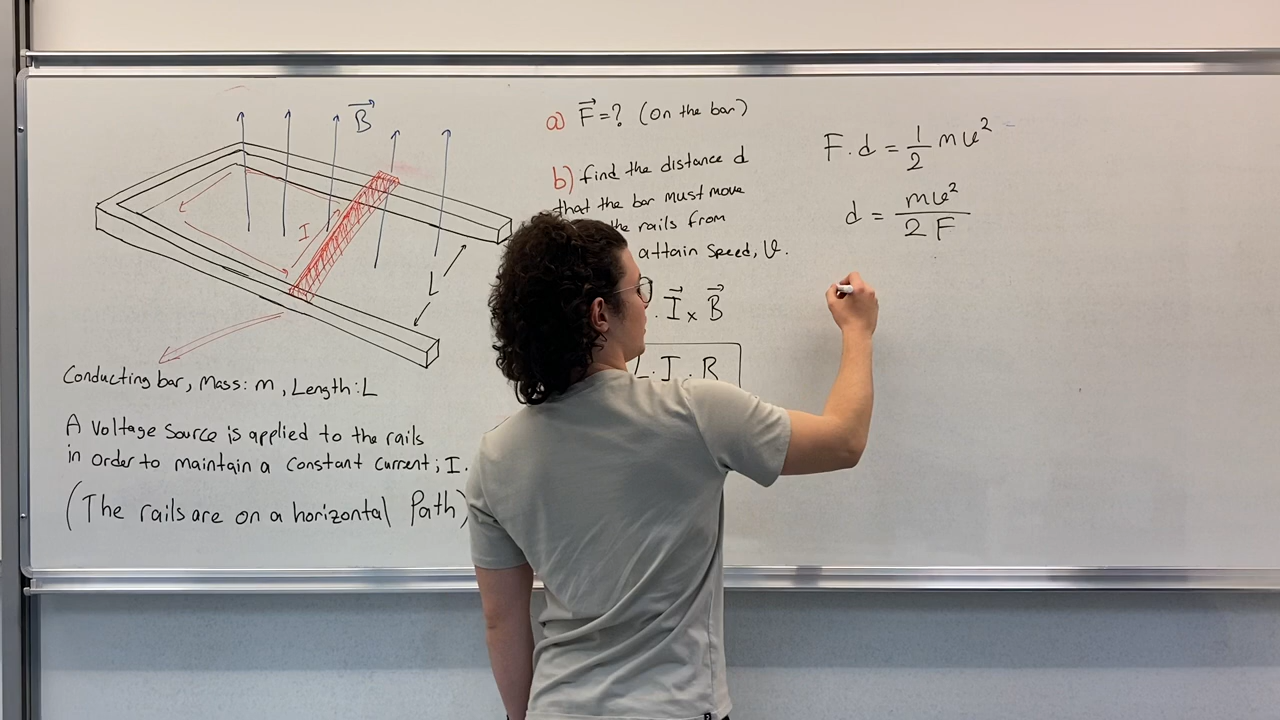 B
I
L
Conducting bar, Mass: m, Length: L
A Voltage Source is applied to the rails
in order to maintain a constant current; I.
(The rails are on a horizontal Path)
a) F⃗=? (on the bar)
b) find the distance d
that the bar must move
the rails from
attain speed, v.
. I⃗ x B⃗
L. I. B
F. d = 1/2 m v²
d = mv²/2F